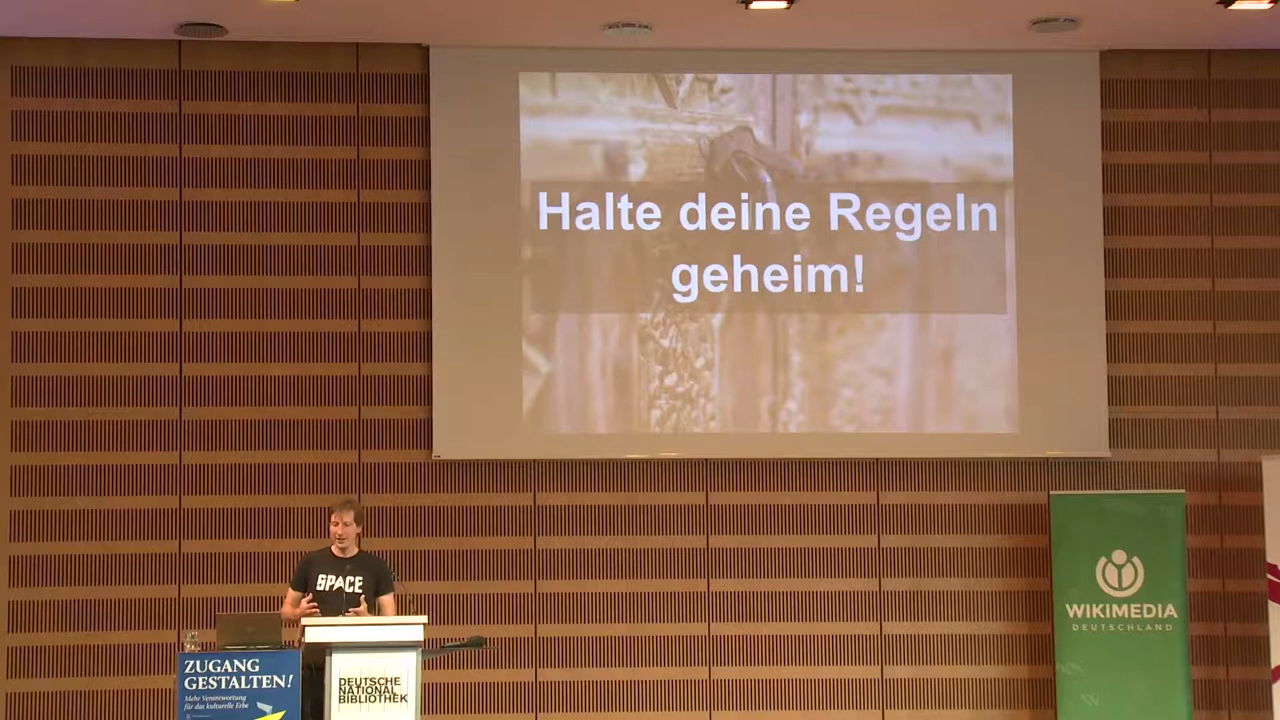 Halte deine Regeln
geheim!
SPACE
ZUGANG
GESTALTEN!
Mehr Verantwortung
für das kulturelle Erbe
DEUTSCHE
NATIONAL
BIBLIOTHEK
WIKIMEDIA
DEUTSCHLAND